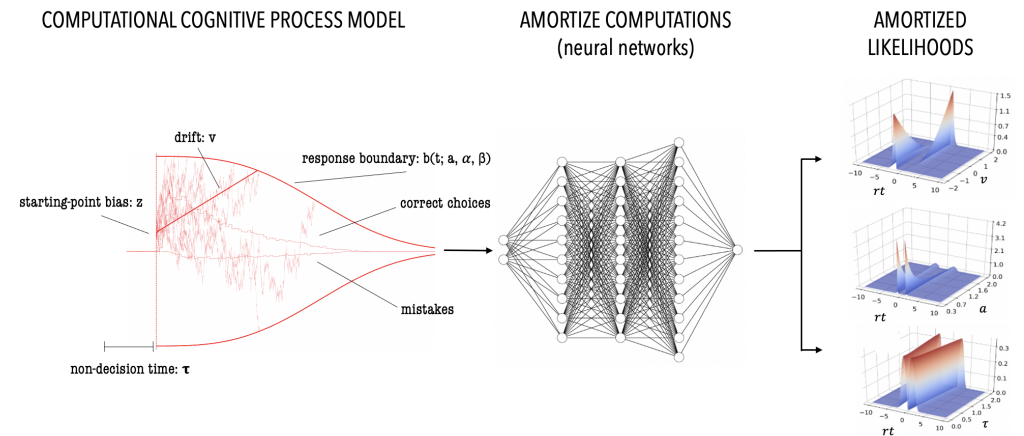 COMPUTATIONAL COGNITIVE PROCESS MODEL
AMORTIZE COMPUTATIONS
(neural networks)
AMORTIZED
LIKELIHOODS
drift: v
response boundary: b(t; a, α, β)
starting-point bias: z
correct choices
mistakes
non-decision time: τ
1.5
1.1
0.7
0.4
0.0
−10
−5
0
5
10
rt
−2
−1
0
1
2
v
4.2
3.1
2.1
1.0
0.0
−10
−5
0
5
10
rt
0.3
0.7
1.2
1.6
2.0
a
0.3
0.2
0.1
0.0
−10
−5
0
5
10
rt
0.0
0.5
1.0
1.5
2.0
τ